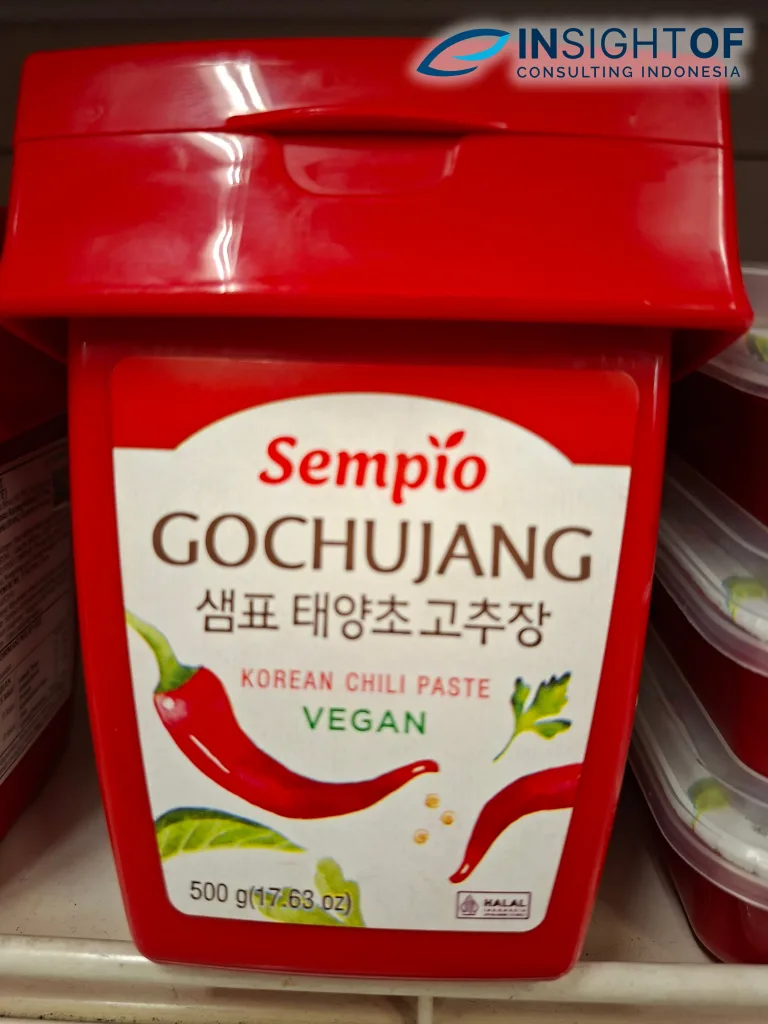 INSIGHTOF
CONSULTING INDONESIA
Sempio
GOCHUJANG
샘표 태양초 고추장
KOREAN CHILI PASTE
VEGAN
500 g(17.63 oz)
HALAL
INDONESIA